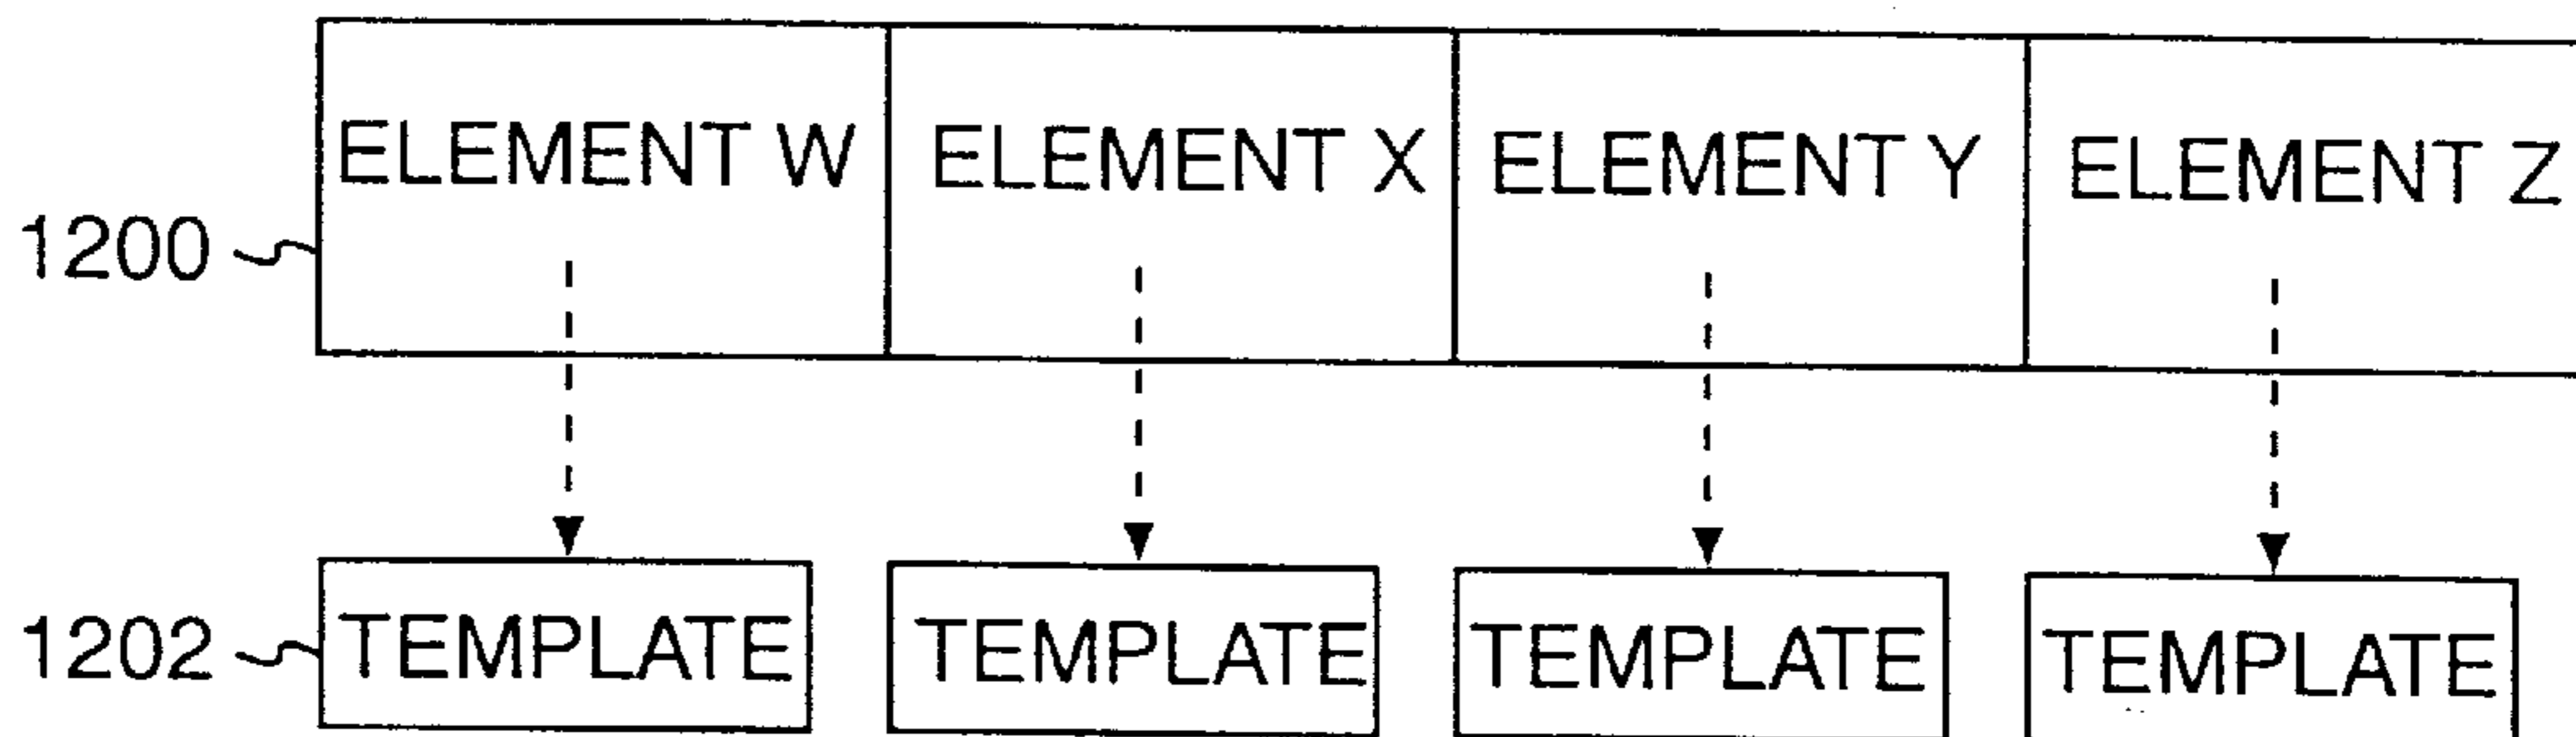 ELEMENT W ELEMENT X ELEMENT Y ELEMENT Z
1200
1202 TEMPLATE TEMPLATE TEMPLATE TEMPLATE